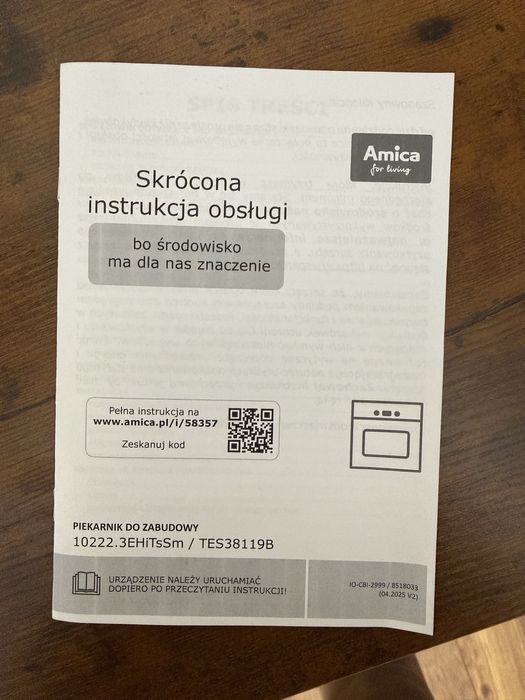 Amica
for living
Skrócona
instrukcja obsługi
bo środowisko
ma dla nas znaczenie
Pełna instrukcja na
www.amica.pl/i/58357
Zeskanuj kod
PIEKARNIK DO ZABUDOWY
10222.3EHiTsSm / TES38119B
URZĄDZENIE NALEŻY URUCHAMIAĆ
DOPIERO PO PRZECZYTANIU INSTRUKCJI!
IO-CBI-2999 / 8518033
(04.2025 V2)